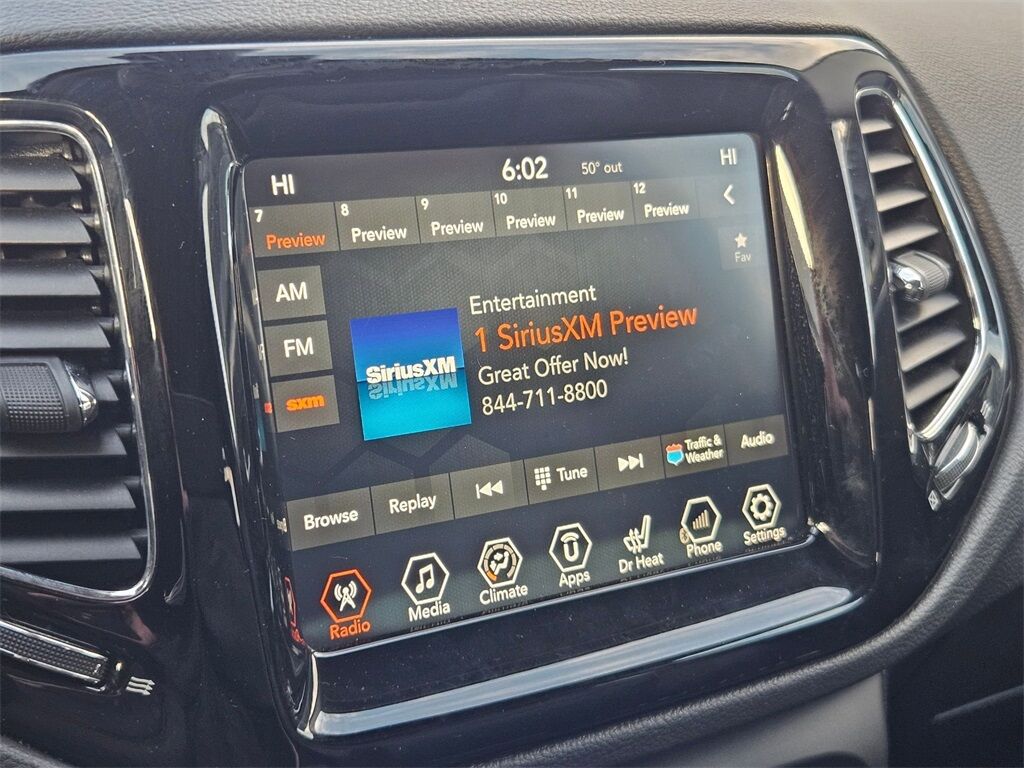 HI 6:02 50° out HI
7 8 9 10 11 12
Preview Preview Preview Preview Preview Preview
Fav
AM
FM
sxm
SiriusXM
Entertainment
1 SiriusXM Preview
Great Offer Now!
844-711-8800
Browse Replay Tune Traffic & Weather Audio
Radio Media Climate Apps Dr Heat Phone Settings